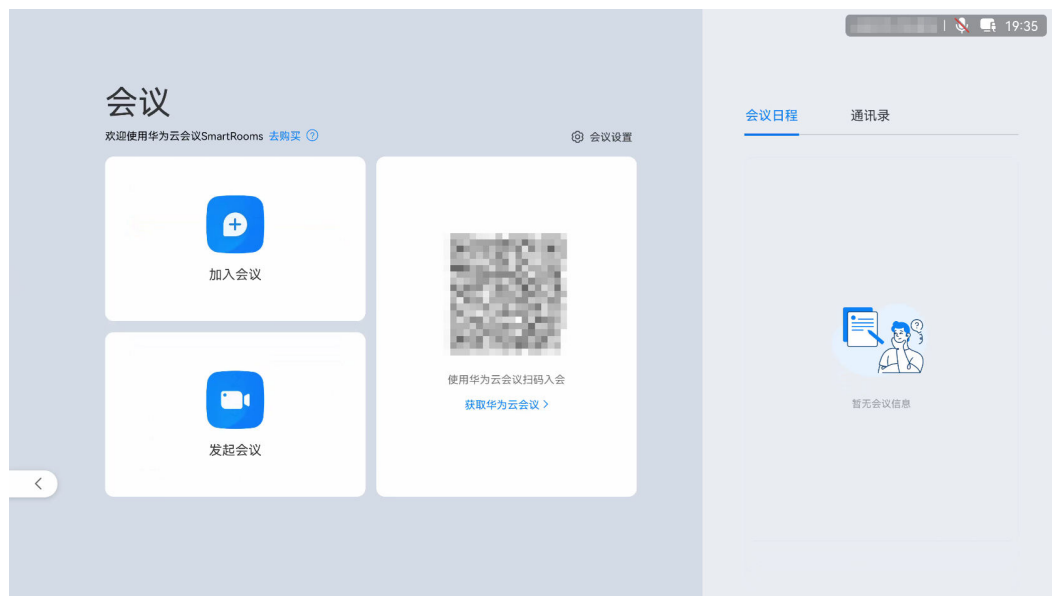 19:35
会议
欢迎使用华为云会议SmartRooms 去购买
会议设置
会议日程 通讯录
加入会议
使用华为云会议扫码入会
获取华为云会议 >
发起会议
暂无会议信息